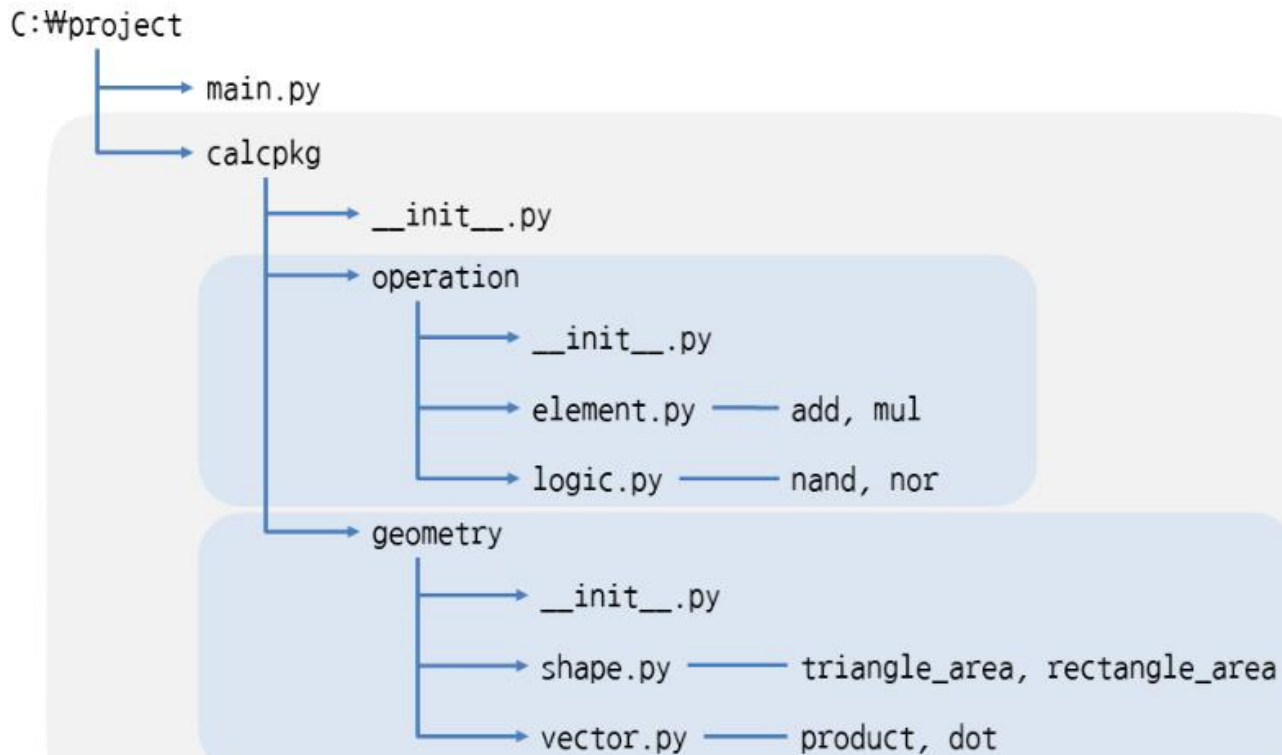 C:₩project
main.py
calcpkg
__init__.py
operation
__init__.py
element.py add, mul
logic.py nand, nor
geometry
__init__.py
shape.py triangle_area, rectangle_area
vector.py product, dot